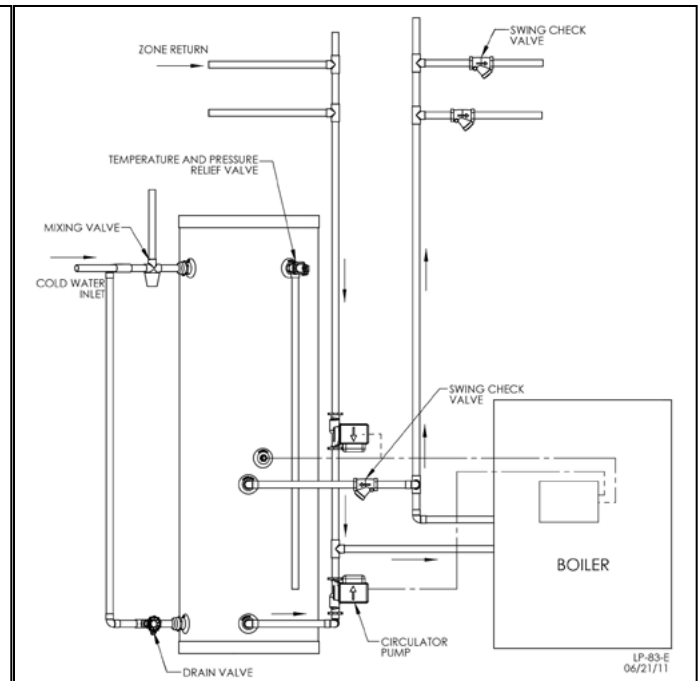 SWING CHECK
VALVE
ZONE RETURN
TEMPERATURE AND PRESSURE
RELIEF VALVE
MIXING VALVE
COLD WATER
INLET
SWING CHECK
VALVE
BOILER
CIRCULATOR
PUMP
DRAIN VALVE
LP-83-E
06/21/11